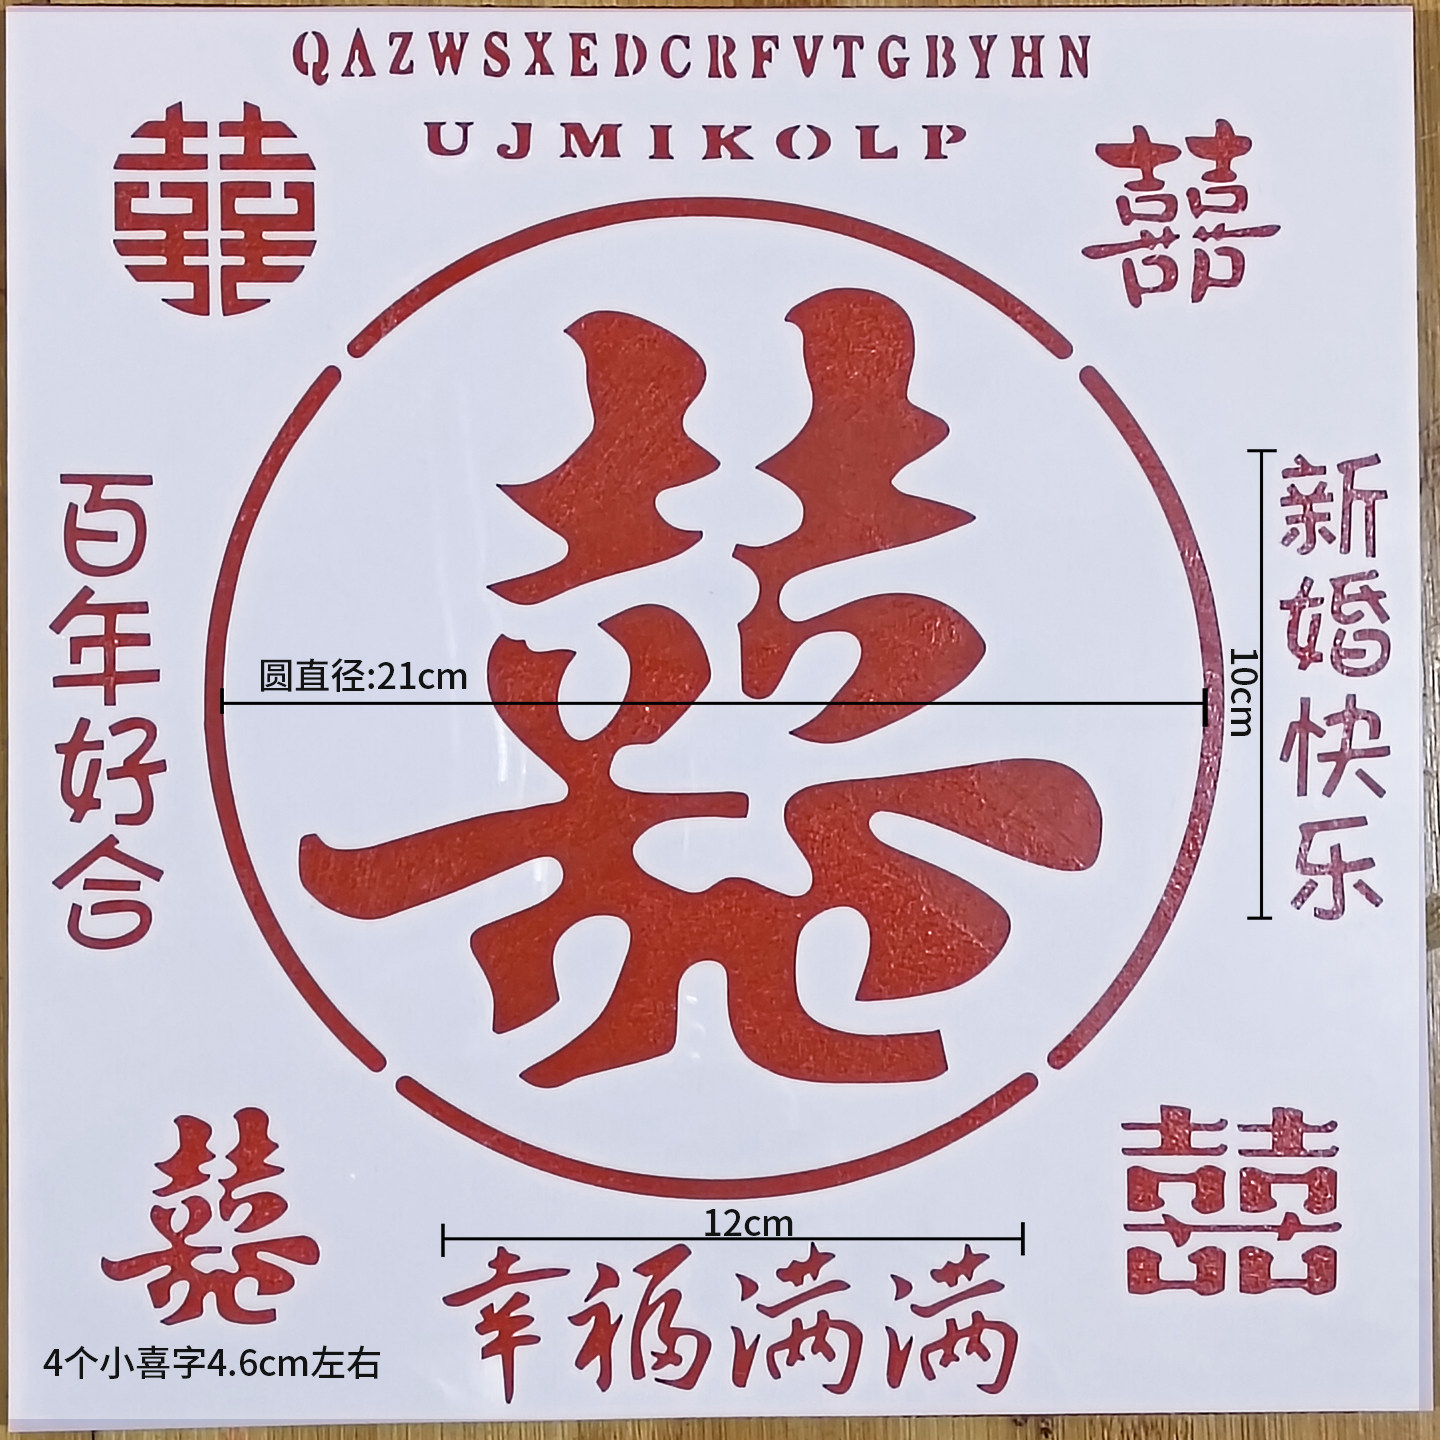 QAZWSXEDCRFVTGBYHN
UJMIKOLP
囍
囍
囍
百年好合
新婚快乐
圆直径:21cm
10cm
囍
囍
12cm
幸福满满
4个小喜字4.6cm左右